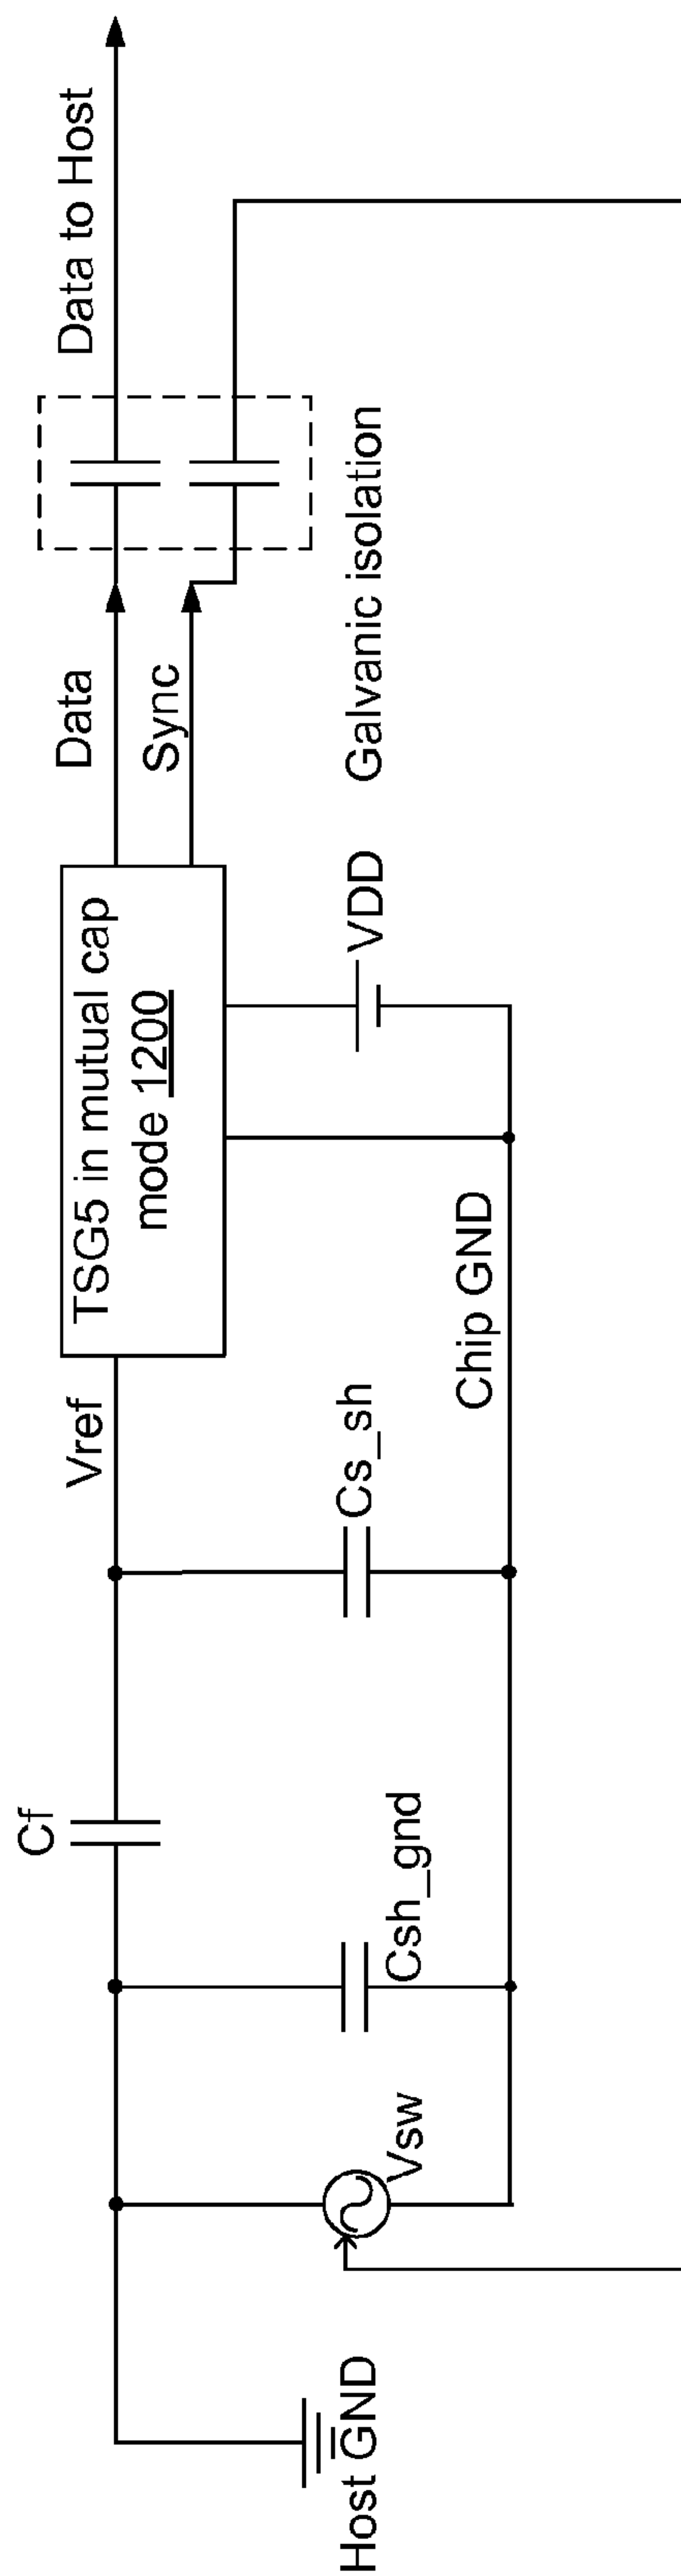 Host GND
Vsw
Csh_gnd
Cf
Cs_sh
Vref
Chip GND
TSG5 in mutual cap
mode 1200
VDD
Data
Sync
Galvanic isolation
Data to Host